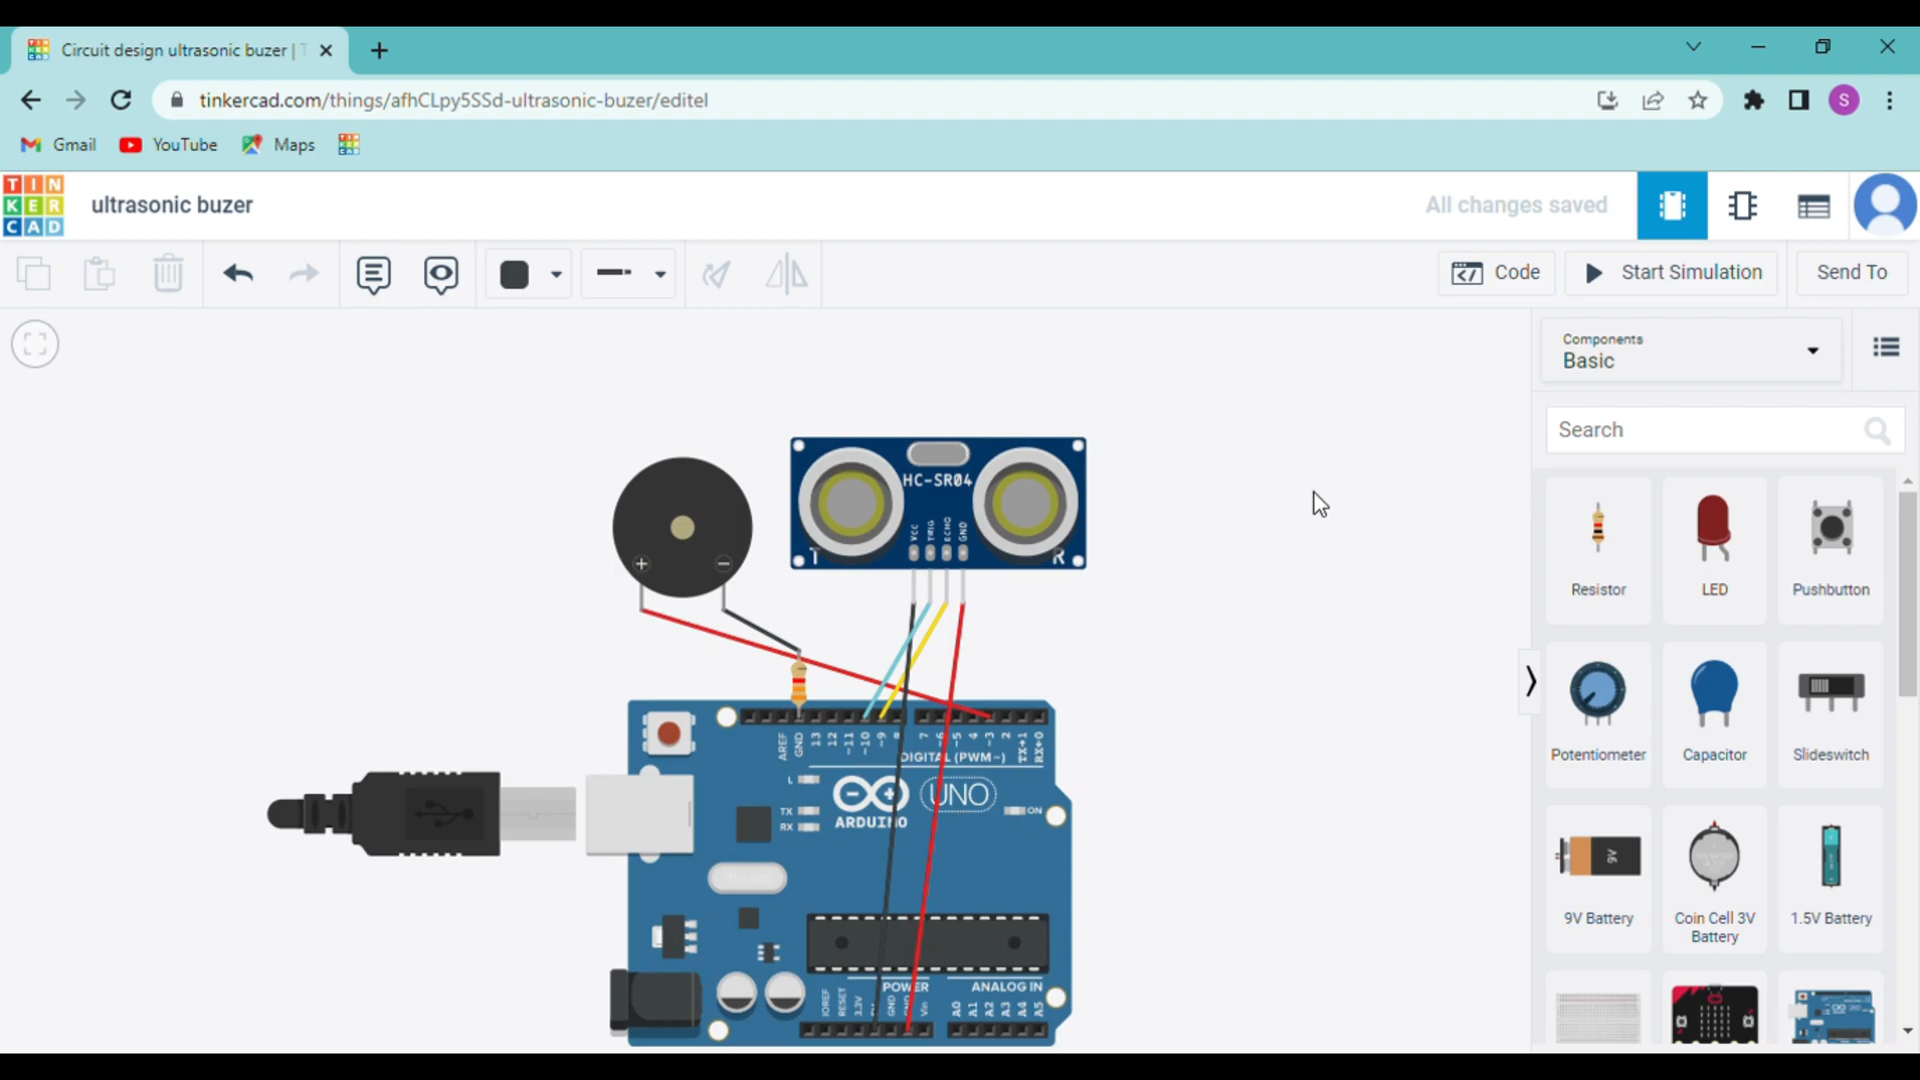 Circuit design ultrasonic buzer | T
tinkercad.com/things/afhCLpy5SSd-ultrasonic-buzer/editel
S
Gmail
YouTube
Maps
TIN
KER
CAD
ultrasonic buzer
All changes saved
Code
Start Simulation
Send To
Components
Basic
Search
HC-SR04
VCC
TRIG
ECHO
GND
T
R
Resistor
LED
Pushbutton
Potentiometer
Capacitor
Slideswitch
AREF
GND
13
12
~11
~10
~9
8
7
~6
~5
4
~3
2
TX→1
RX←0
DIGITAL (PWM~)
L
TX
RX
UNO
ARDUINO
ON
9V
9V Battery
Coin Cell 3V
Battery
1.5V Battery
POWER
ANALOG IN
IOREF
RESET
3.3V
GND
Vin
A0
A1
A2
A3
A4
A5